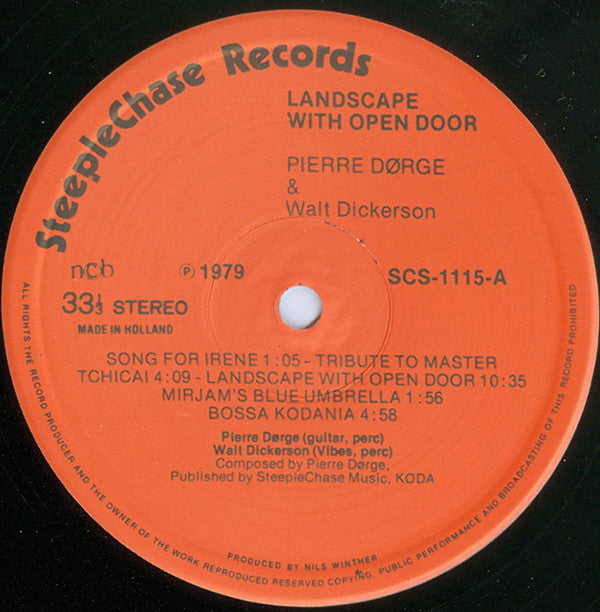 SteepleChase Records
LANDSCAPE
WITH OPEN DOOR
PIERRE DØRGE
&
Walt Dickerson
ncb
℗ 1979
SCS-1115-A
33⅓ STEREO
MADE IN HOLLAND
SONG FOR IRENE 1:05 - TRIBUTE TO MASTER
TCHICAI 4:09 - LANDSCAPE WITH OPEN DOOR 10:35
MIRJAM'S BLUE UMBRELLA 1:56
BOSSA KODANIA 4:58
Pierre Dørge (guitar, perc)
Walt Dickerson (Vibes, perc)
Composed by Pierre Dørge,
Published by SteepleChase Music, KODA
PRODUCED BY NILS WINTHER
ALL RIGHTS THE RECORD PRODUCER AND THE OWNER OF THE WORK REPRODUCED RESERVED COPYING, PUBLIC PERFORMANCE AND BROADCASTING OF THIS RECORD PROHIBITED